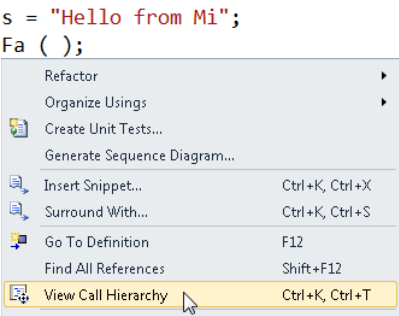 s = "Hello from Mi";
Fa ( );
Refactor
Organize Usings
Create Unit Tests...
Generate Sequence Diagram...
Insert Snippet... Ctrl+K, Ctrl+X
Surround With... Ctrl+K, Ctrl+S
Go To Definition F12
Find All References Shift+F12
View Call Hierarchy Ctrl+K, Ctrl+T